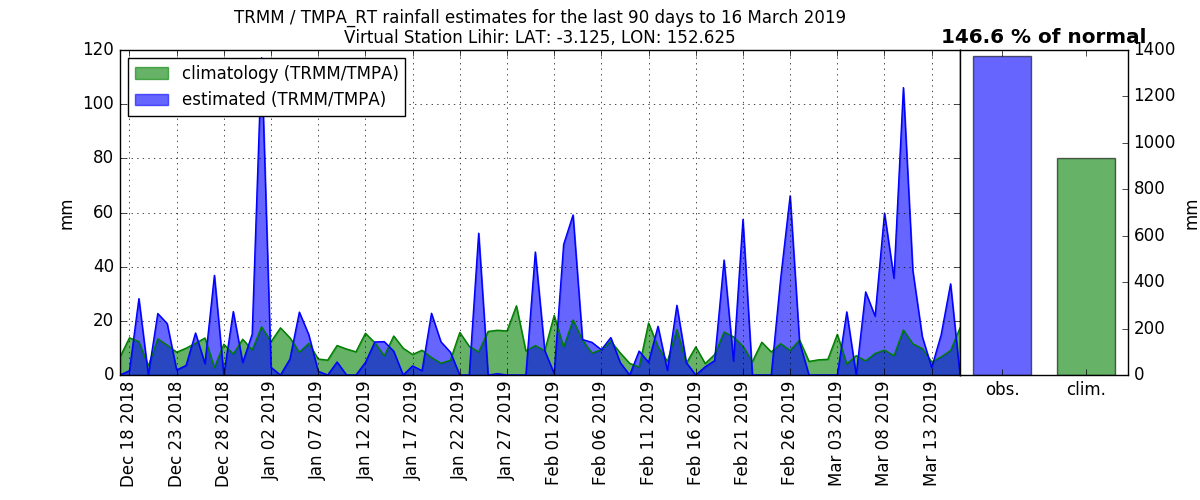 TRMM / TMPA_RT rainfall estimates for the last 90 days to 16 March 2019
Virtual Station Lihir: LAT: -3.125, LON: 152.625
146.6 % of normal
climatology (TRMM/TMPA)
estimated (TRMM/TMPA)
mm
120
100
80
60
40
20
0
Dec 18 2018
Dec 23 2018
Dec 28 2018
Jan 02 2019
Jan 07 2019
Jan 12 2019
Jan 17 2019
Jan 22 2019
Jan 27 2019
Feb 01 2019
Feb 06 2019
Feb 11 2019
Feb 16 2019
Feb 21 2019
Feb 26 2019
Mar 03 2019
Mar 08 2019
Mar 13 2019
obs.
clim.
1400
1200
1000
800
600
400
200
0
mm